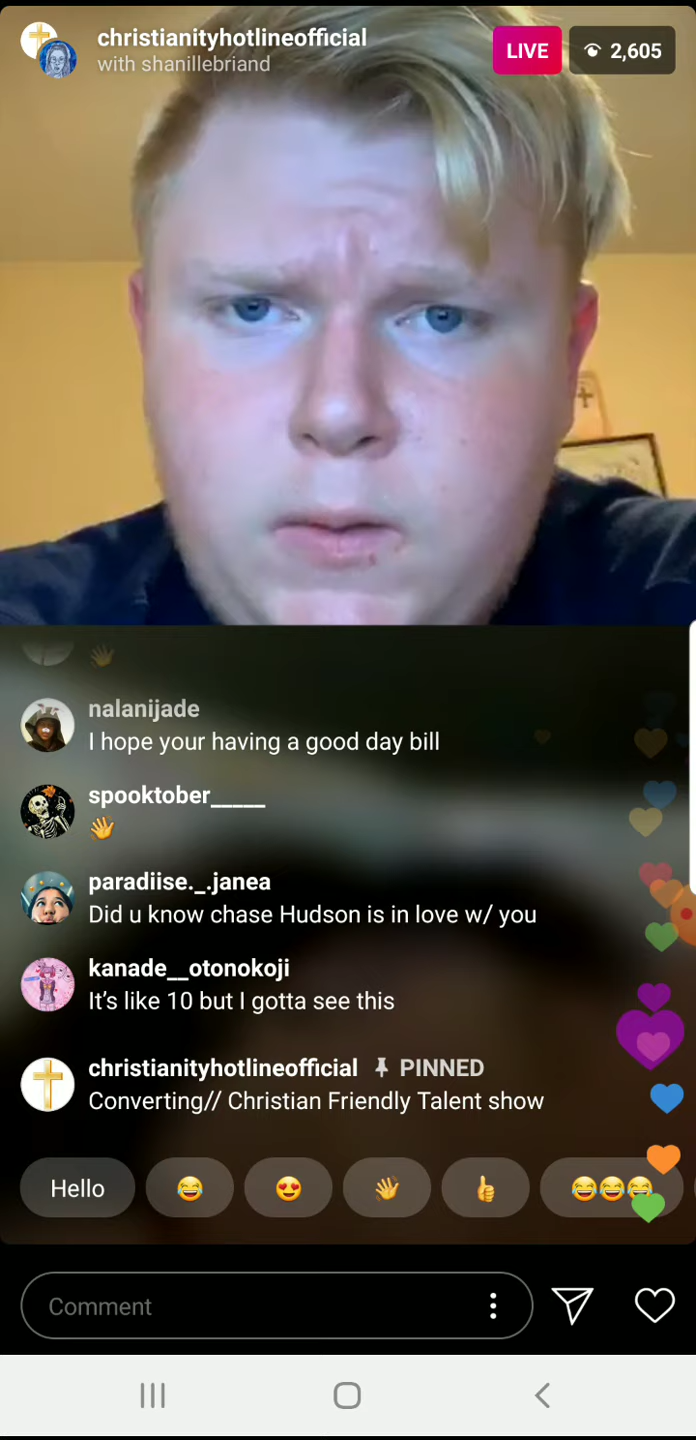 christianityhotlineofficial
with shanillebriand
LIVE
2,605
nalanijade
I hope your having a good day bill
spooktober_____
👋
paradiise._.janea
Did u know chase Hudson is in love w/ you
kanade__otonokoji
It's like 10 but I gotta see this
christianityhotlineofficial PINNED
Converting// Christian Friendly Talent show
Hello 😂 😍 👋 👍 😂😂😂
Comment